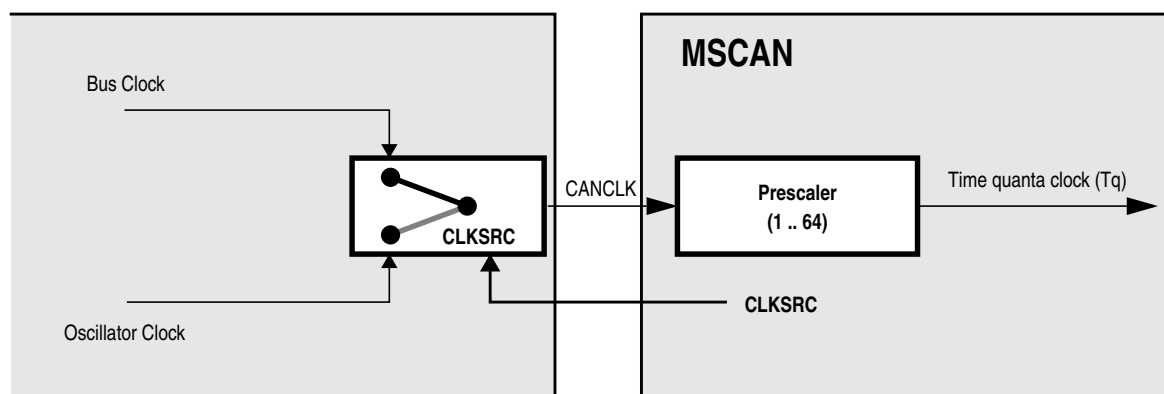 MSCAN
Bus Clock
CANCLK
Prescaler
(1 .. 64)
Time quanta clock (Tq)
CLKSRC
CLKSRC
Oscillator Clock